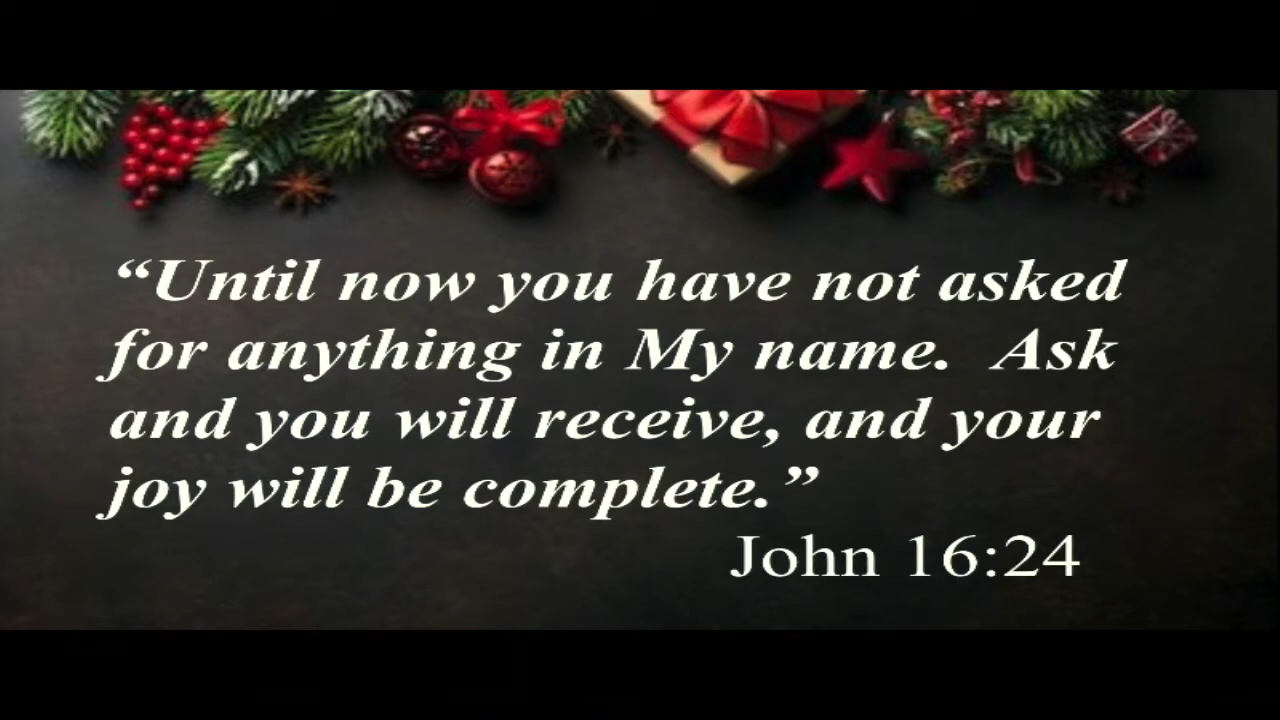 “Until now you have not asked
for anything in My name.  Ask
and you will receive, and your
joy will be complete.”
John 16:24